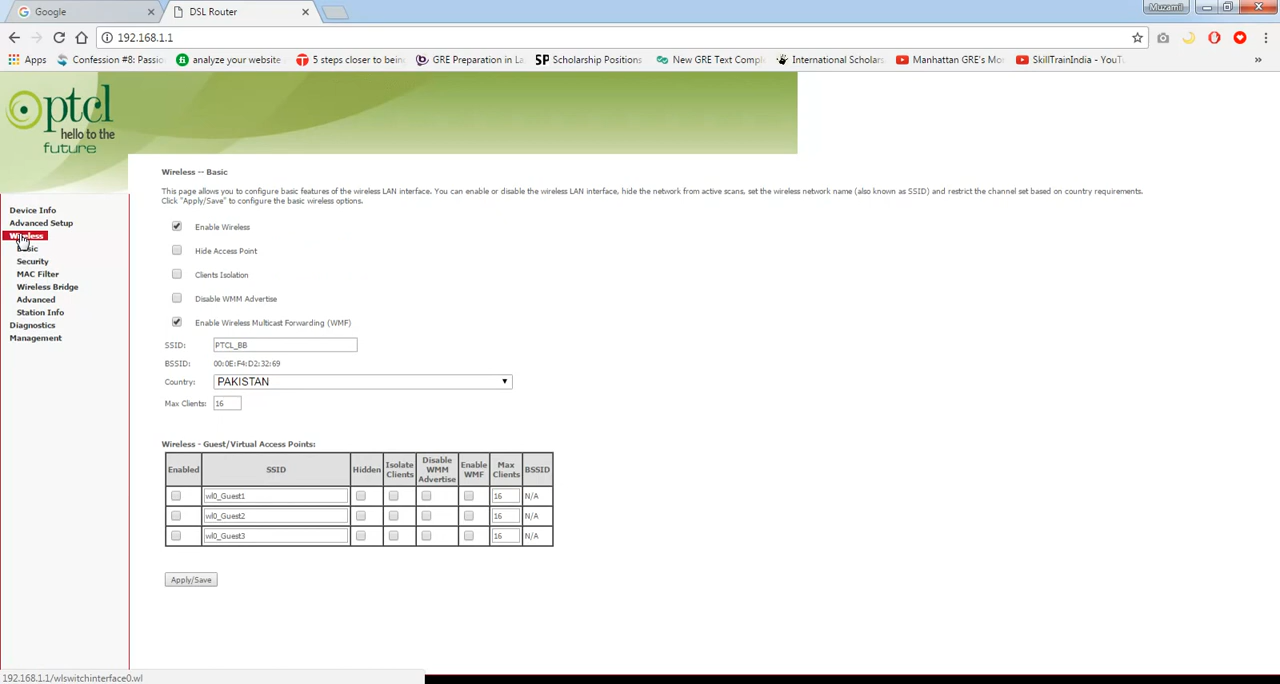 Google
DSL Router
Muzamil
192.168.1.1
Apps
Confession #8: Passio
analyze your website
5 steps closer to bein
GRE Preparation in La
SP Scholarship Positions
New GRE Text Compl
International Scholars
Manhattan GRE's Mor
SkillTrainIndia - YouTu
»
ptcl
hello to the
future
Device Info
Advanced Setup
Wireless
Basic
Security
MAC Filter
Wireless Bridge
Advanced
Station Info
Diagnostics
Management
Wireless -- Basic
This page allows you to configure basic features of the wireless LAN interface. You can enable or disable the wireless LAN interface, hide the network from active scans, set the wireless network name (also known as SSID) and restrict the channel set based on country requirements.
Click "Apply/Save" to configure the basic wireless options.
Enable Wireless
Hide Access Point
Clients Isolation
Disable WMM Advertise
Enable Wireless Multicast Forwarding (WMF)
SSID: PTCL_BB
BSSID: 00:0E:F4:D2:32:69
Country: PAKISTAN
Max Clients: 16
Wireless - Guest/Virtual Access Points:
Enabled SSID Hidden Isolate Clients Disable WMM Advertise Enable WMF Max Clients BSSID
wl0_Guest1 16 N/A
wl0_Guest2 16 N/A
wl0_Guest3 16 N/A
Apply/Save
192.168.1.1/wlswitchinterface0.wl